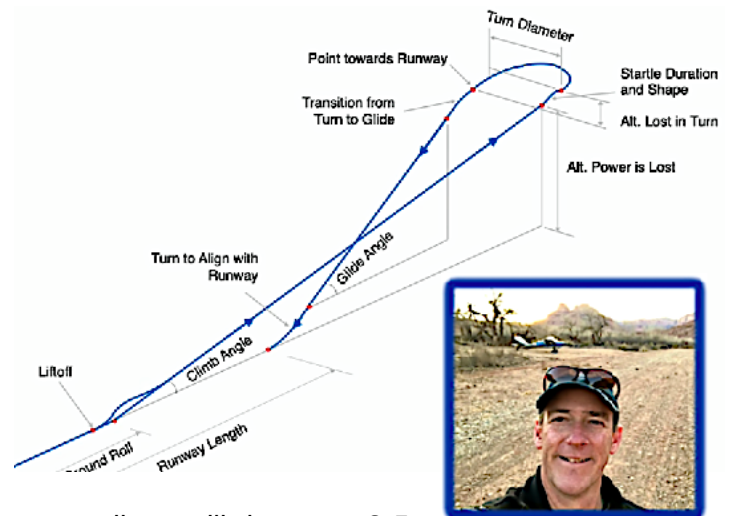 Turn Diameter
Point towards Runway
Startle Duration
and Shape
Transition from
Turn to Glide
Alt. Lost in Turn
Alt. Power is Lost
Turn to Align with
Runway
Glide Angle
Climb Angle
Liftoff
Ground Roll
Runway Length